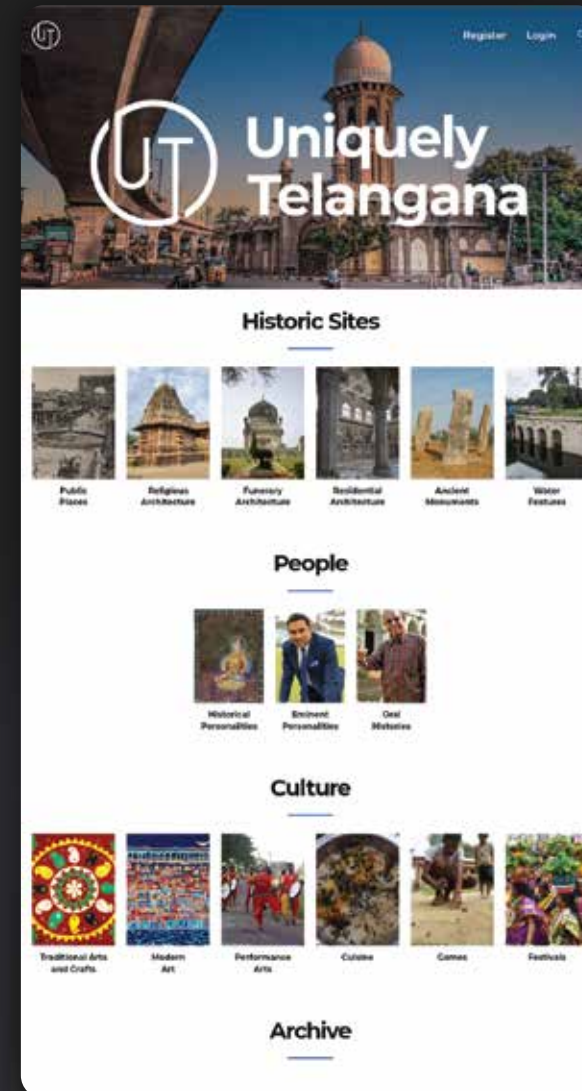 UT
Register Login
UT
Uniquely
Telangana
Historic Sites
Public
Places
Religious
Architecture
Funerary
Architecture
Residential
Architecture
Ancient
Monuments
Water
Features
People
Historical
Personalities
Eminent
Personalities
Oral
Histories
Culture
Traditional Arts
and Crafts
Modern
Art
Performance
Arts
Cuisine
Games
Festivals
Archive